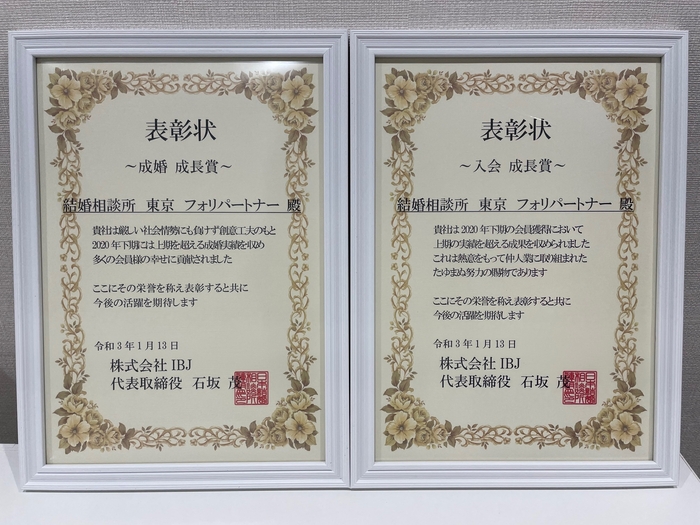 表彰状
～成婚 成長賞～
結婚相談所 東京 フォリパートナー 殿
貴社は厳しい社会情勢にも負けず創意工夫のもと
2020年下期には上期を超える成婚実績を収め
多くの会員様の幸せに貢献されました
ここにその栄誉を称え表彰すると共に
今後の活躍を期待します
令和3年1月13日
株式会社IBJ
代表取締役 石坂 茂
表彰状
～入会 成長賞～
結婚相談所 東京 フォリパートナー 殿
貴社は2020年下期の会員獲得において
上期の実績を超える成果を収められました
これは熱意をもって仲人業に取り組まれた
たゆまぬ努力の賜物であります
ここにその栄誉を称え表彰すると共に
今後の活躍を期待します
令和3年1月13日
株式会社IBJ
代表取締役 石坂 茂